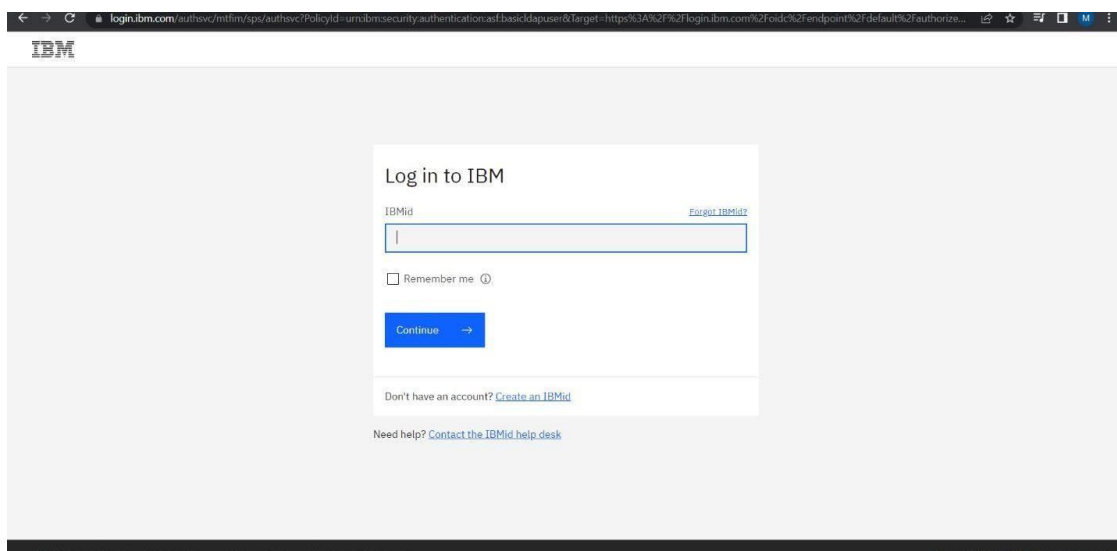 login.ibm.com/authsvc/mtfim/sps/authsvc?PolicyId=urn:ibm:security:authentication:asf:basicldapuser&Target=https%3A%2F%2Flogin.ibm.com%2Foidc%2Fendpoint%2Fdefault%2Fauthorize...
M
IBM
Log in to IBM
IBMid Forgot IBMid?
Remember me
Continue →
Don't have an account? Create an IBMid
Need help? Contact the IBMid help desk